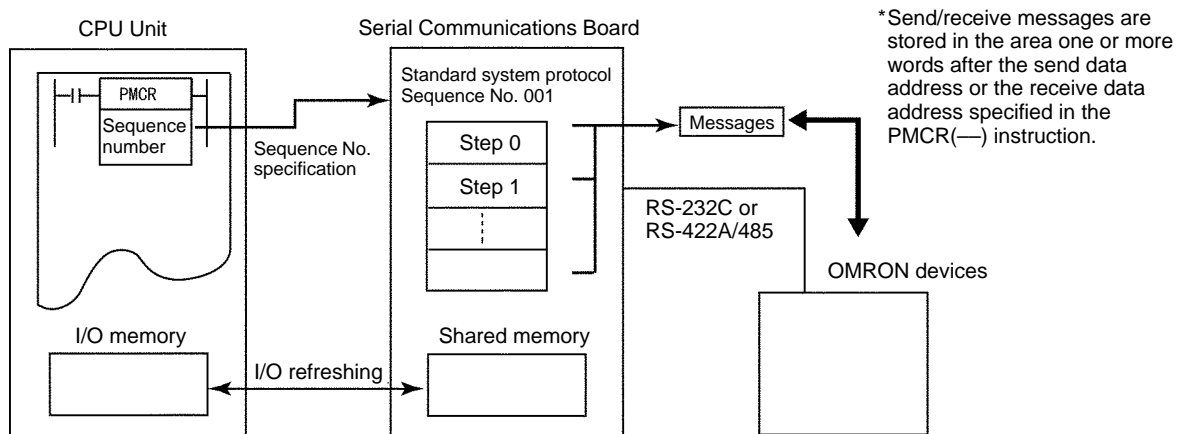 CPU Unit
PMCR
Sequence
number
Sequence No.
specification
I/O memory
I/O refreshing
Serial Communications Board
Standard system protocol
Sequence No. 001
Step 0
Step 1
Shared memory
Messages
RS-232C or
RS-422A/485
OMRON devices
*Send/receive messages are
stored in the area one or more
words after the send data
address or the receive data
address specified in the
PMCR(––) instruction.